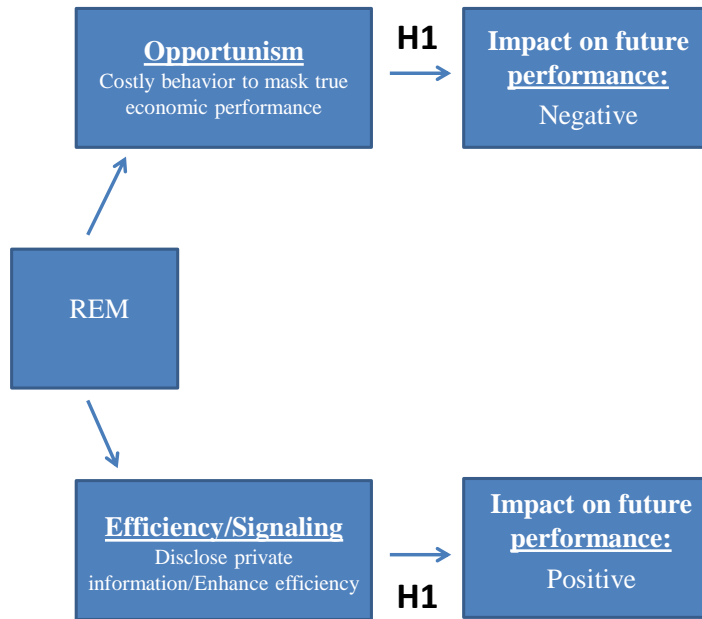 Opportunism
Costly behavior to mask true
economic performance
H1
Impact on future
performance:
Negative
REM
Efficiency/Signaling
Disclose private
information/Enhance efficiency
H1
Impact on future
performance:
Positive